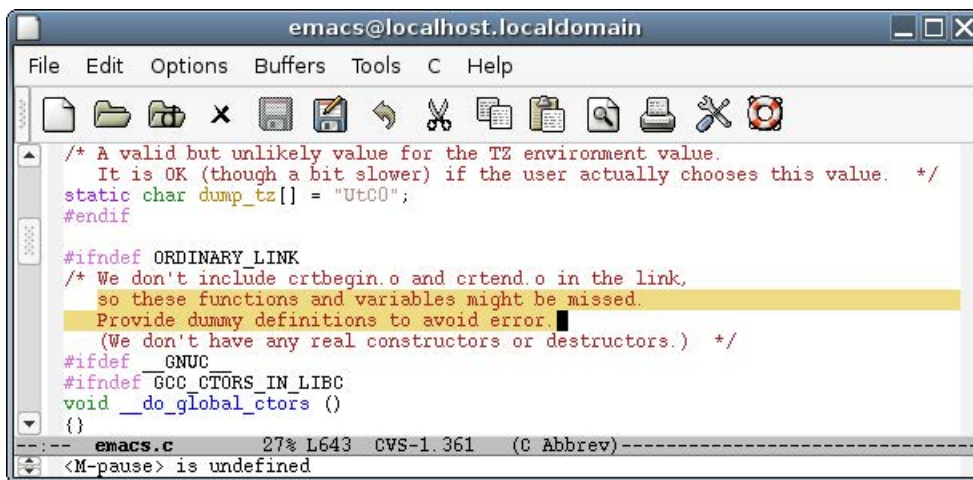 emacs@localhost.localdomain
File Edit Options Buffers Tools C Help
/* A valid but unlikely value for the TZ environment value.
It is OK (though a bit slower) if the user actually chooses this value. */
static char dump_tz[] = "UtC0";
#endif
#ifndef ORDINARY_LINK
/* We don't include crtbegin.o and crtend.o in the link,
so these functions and variables might be missed.
Provide dummy definitions to avoid error.
(We don't have any real constructors or destructors.) */
#ifdef __GNUC__
#ifndef GCC_CTORS_IN_LIBC
void __do_global_ctors ()
{}
--:-- emacs.c 27% L643 CVS-1.361 (C Abbrev)--------------------------------
<M-pause> is undefined